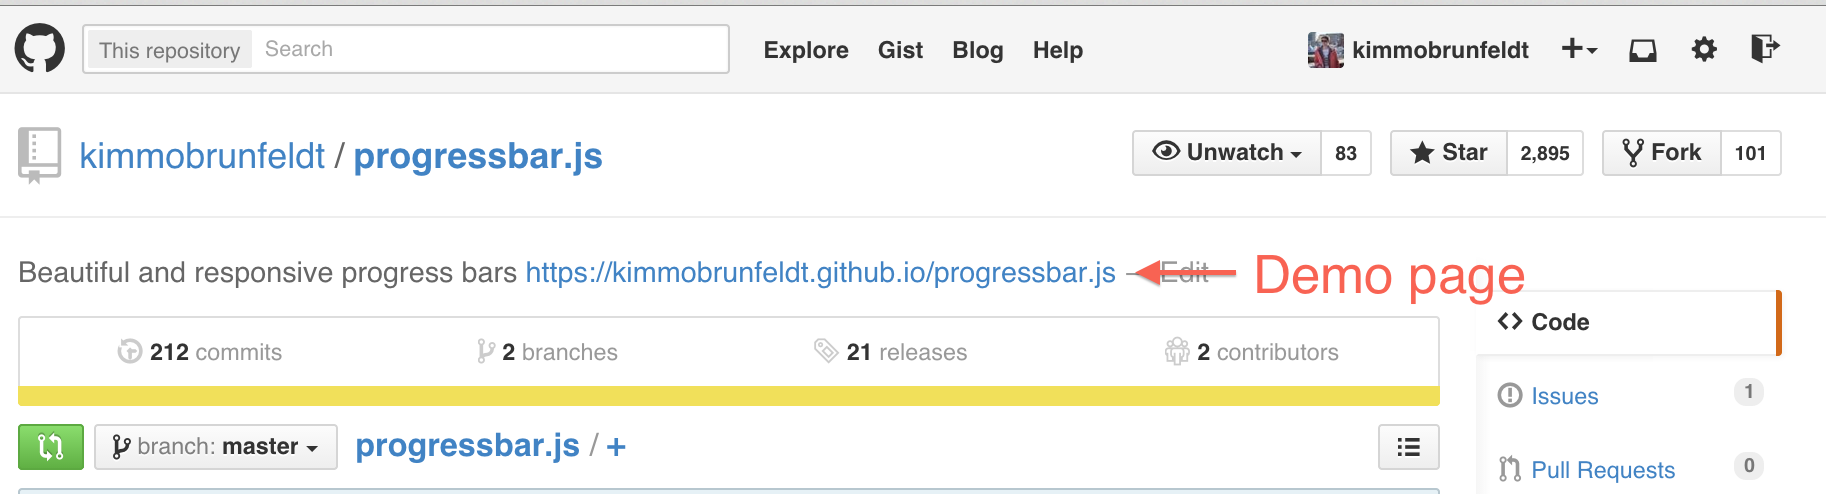 This repository Search Explore Gist Blog Help kimmobrunfeldt
kimmobrunfeldt / progressbar.js Unwatch 83 Star 2,895 Fork 101
Beautiful and responsive progress bars https://kimmobrunfeldt.github.io/progressbar.js — Edit Demo page
Code
212 commits 2 branches 21 releases 2 contributors
Issues 1
branch: master progressbar.js / +
Pull Requests 0